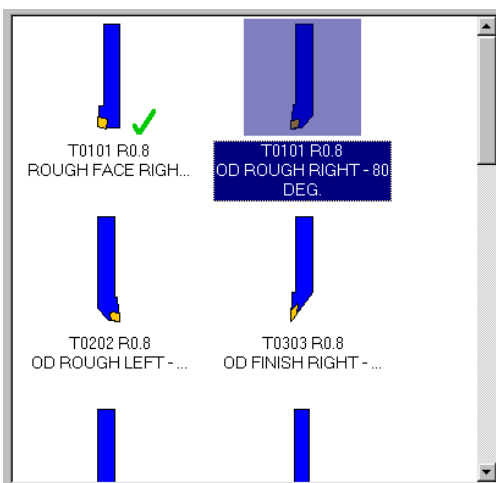 T0101 R0.8
ROUGH FACE RIGH...
T0101 R0.8
OD ROUGH RIGHT - 80
DEG.
T0202 R0.8
OD ROUGH LEFT - ...
T0303 R0.8
OD FINISH RIGHT - ...